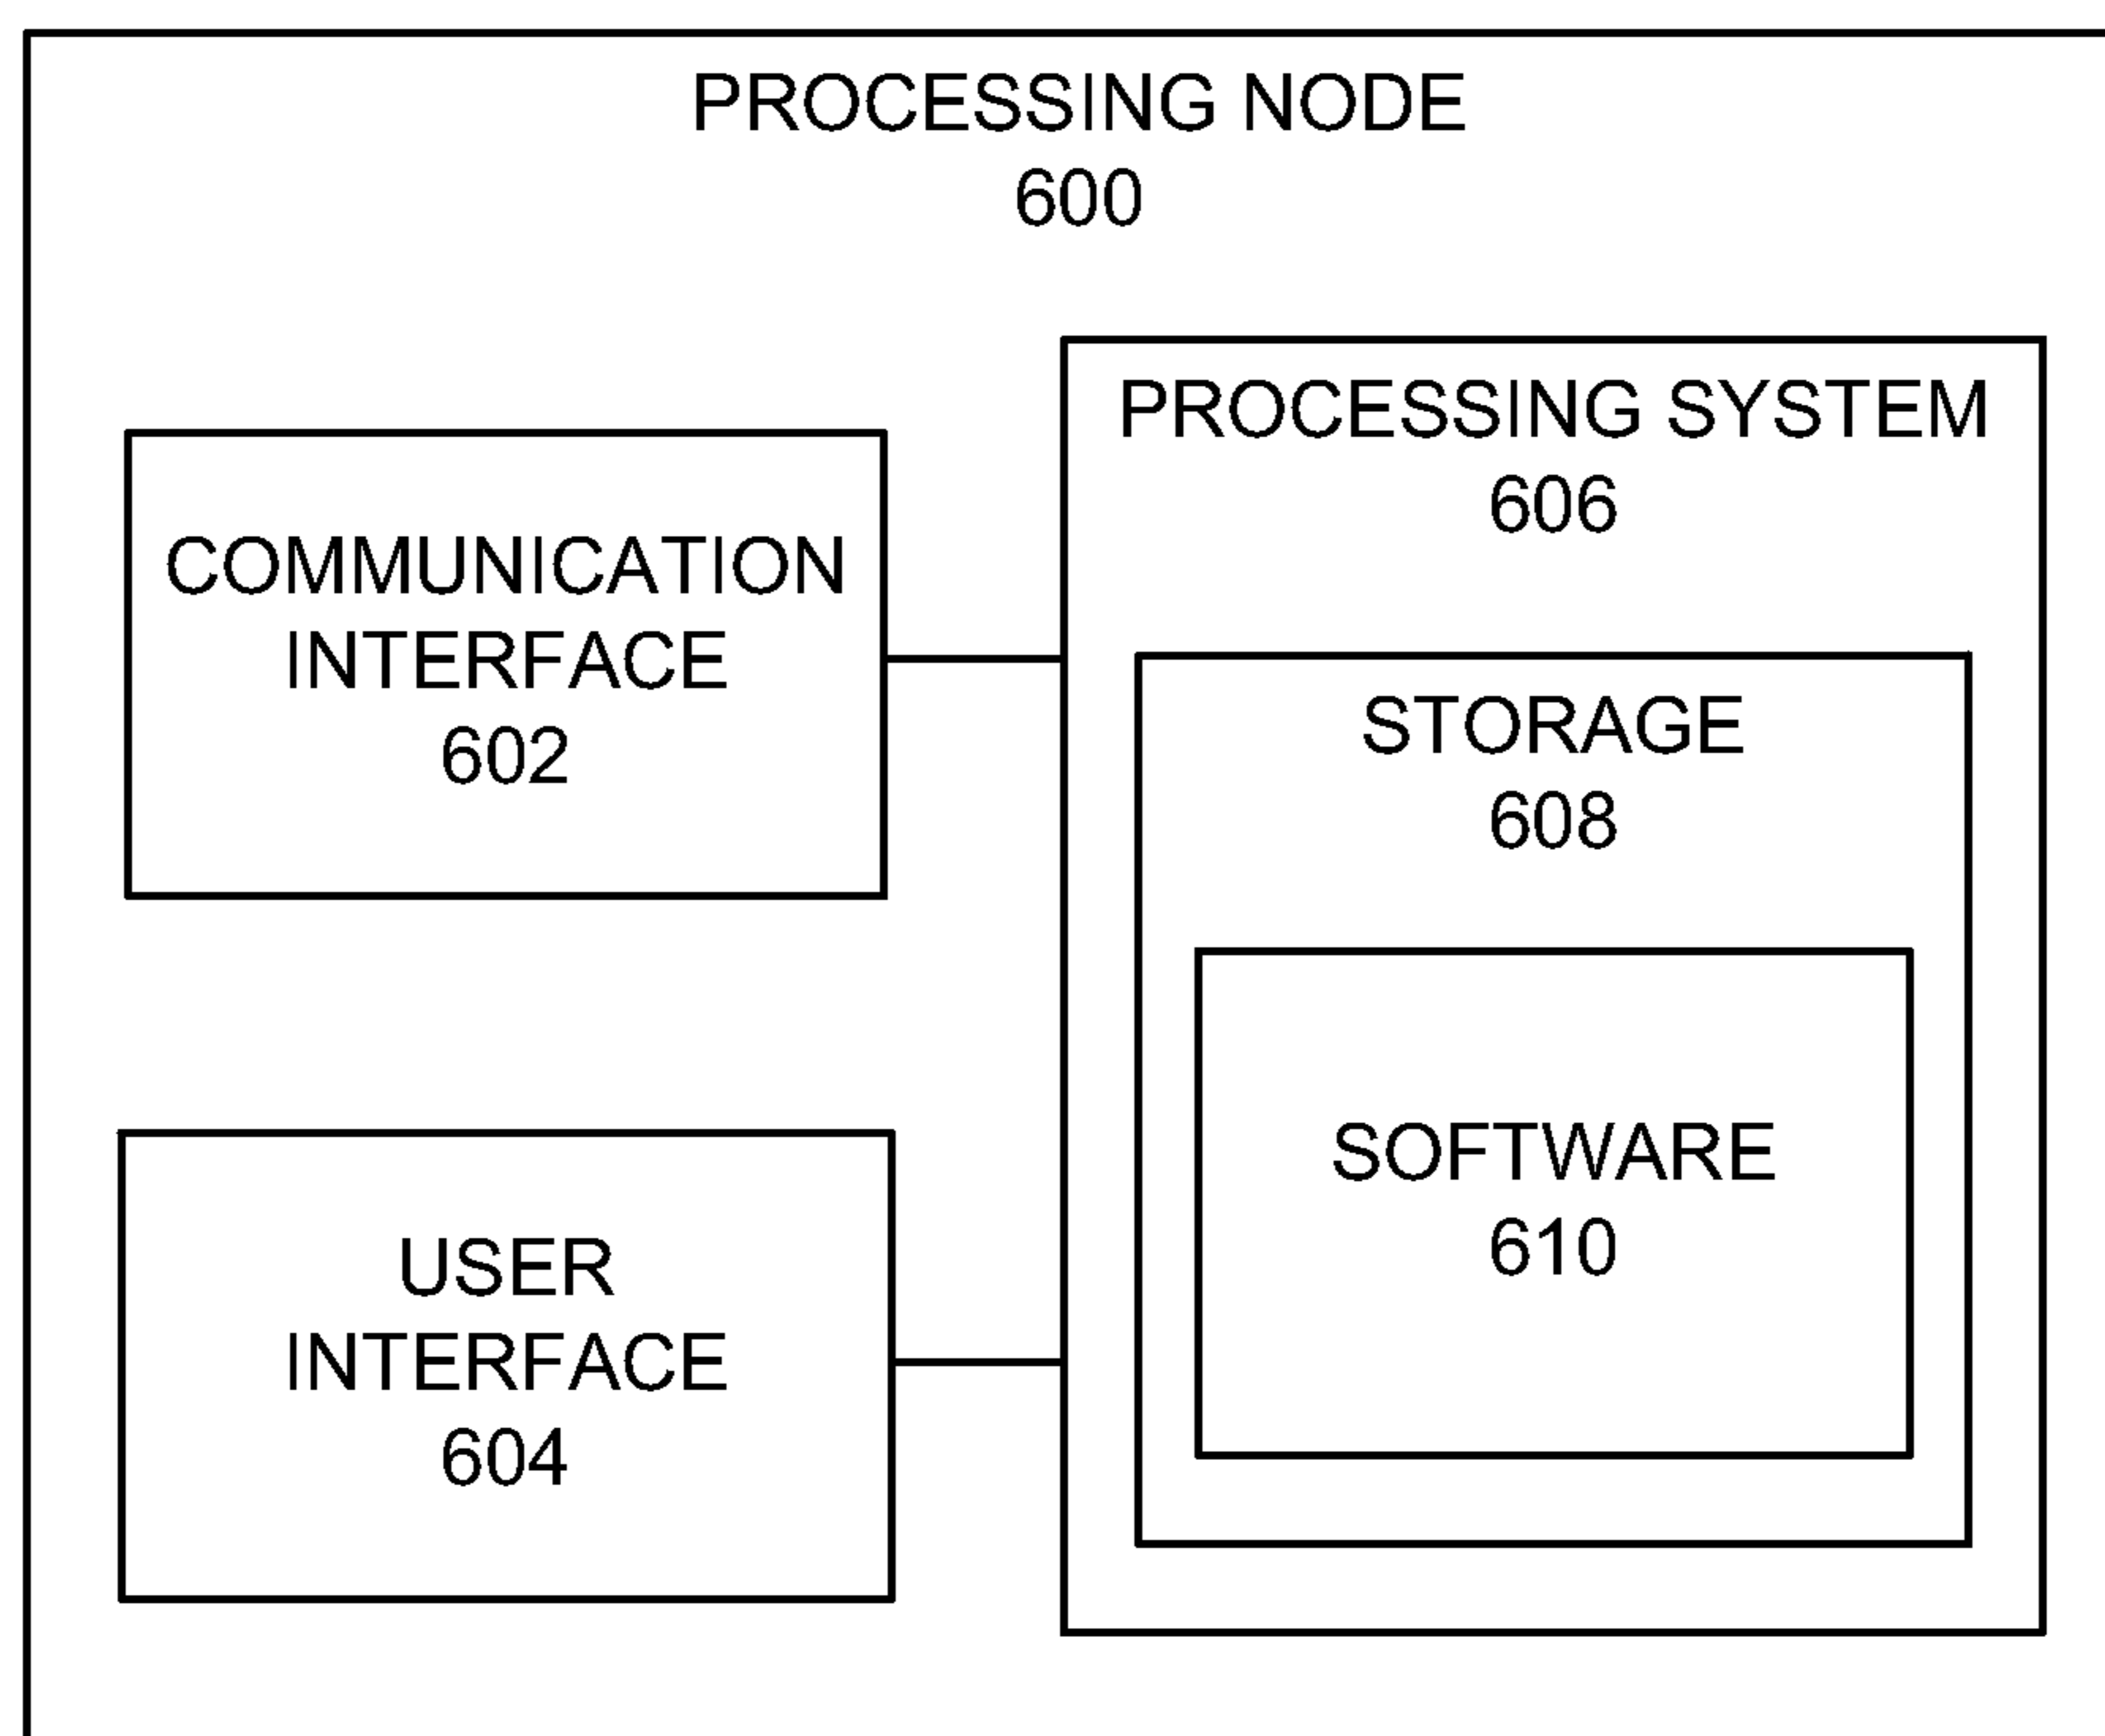 PROCESSING NODE
600
COMMUNICATION
INTERFACE
602
USER
INTERFACE
604
PROCESSING SYSTEM
606
STORAGE
608
SOFTWARE
610